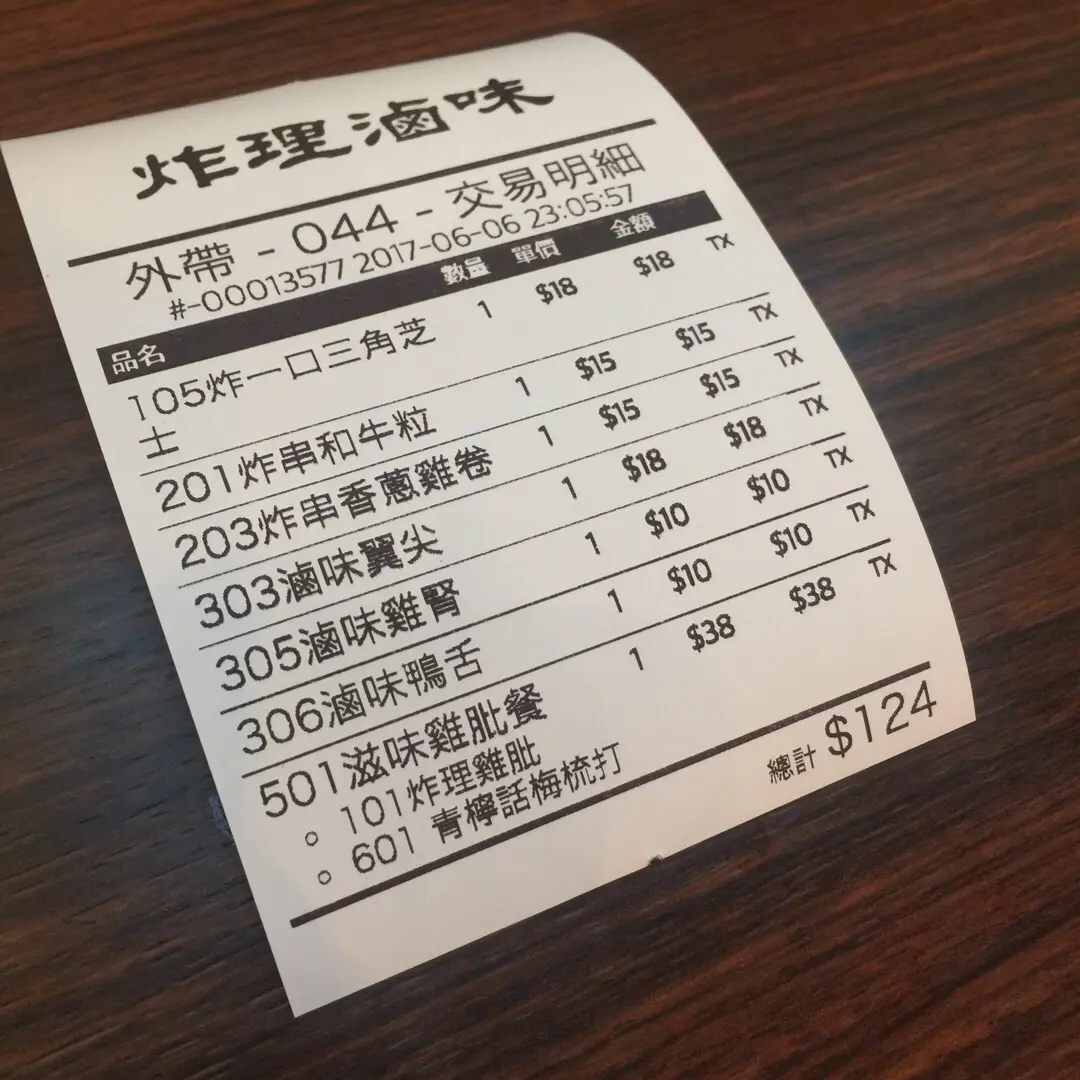 炸理滷味
外帶 - 044 - 交易明細
#-00013577 2017-06-06 23:05:57
品名 數量 單價 金額
105炸一口三角芝士 1 $18 $18 TX
201炸串和牛粒 1 $15 $15 TX
203炸串香蔥雞卷 1 $15 $15 TX
303滷味翼尖 1 $18 $18 TX
305滷味雞腎 1 $10 $10 TX
306滷味鴨舌 1 $10 $10 TX
501滋味雞肶餐 1 $38 $38 TX
。 101炸理雞肶
。 601 青檸話梅梳打
總計 $124